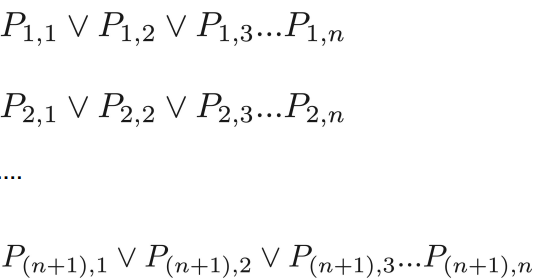 P_{1,1} ∨ P_{1,2} ∨ P_{1,3}...P_{1,n}
P_{2,1} ∨ P_{2,2} ∨ P_{2,3}...P_{2,n}
....
P_{(n+1),1} ∨ P_{(n+1),2} ∨ P_{(n+1),3}...P_{(n+1),n}